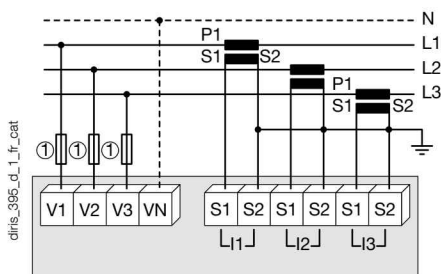 N
P1
L1
S1 S2
L2
P1
L3
S1 S2
① ① ①
diris_395_d_1_fr_cat
V1 V2 V3 VN S1 S2 S1 S2 S1 S2
I1 I2 I3